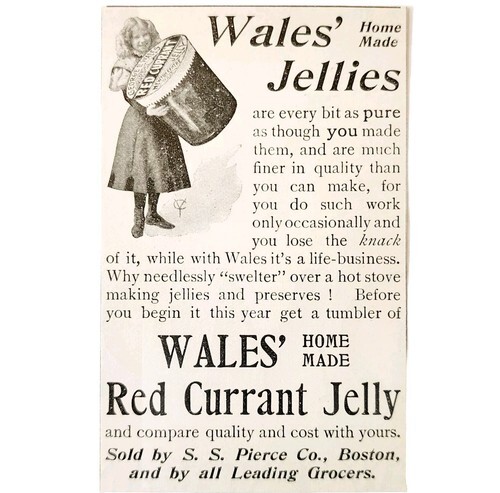 Wales' Home Made
Jellies
RED CURRANT
are every bit as pure
as though you made
them, and are much
finer in quality than
you can make, for
you do such work
only occasionally and
you lose the knack
of it, while with Wales it's a life-business.
Why needlessly "swelter" over a hot stove
making jellies and preserves! Before
you begin it this year get a tumbler of
WALES' HOME MADE
Red Currant Jelly
and compare quality and cost with yours.
Sold by S. S. Pierce Co., Boston,
and by all Leading Grocers.